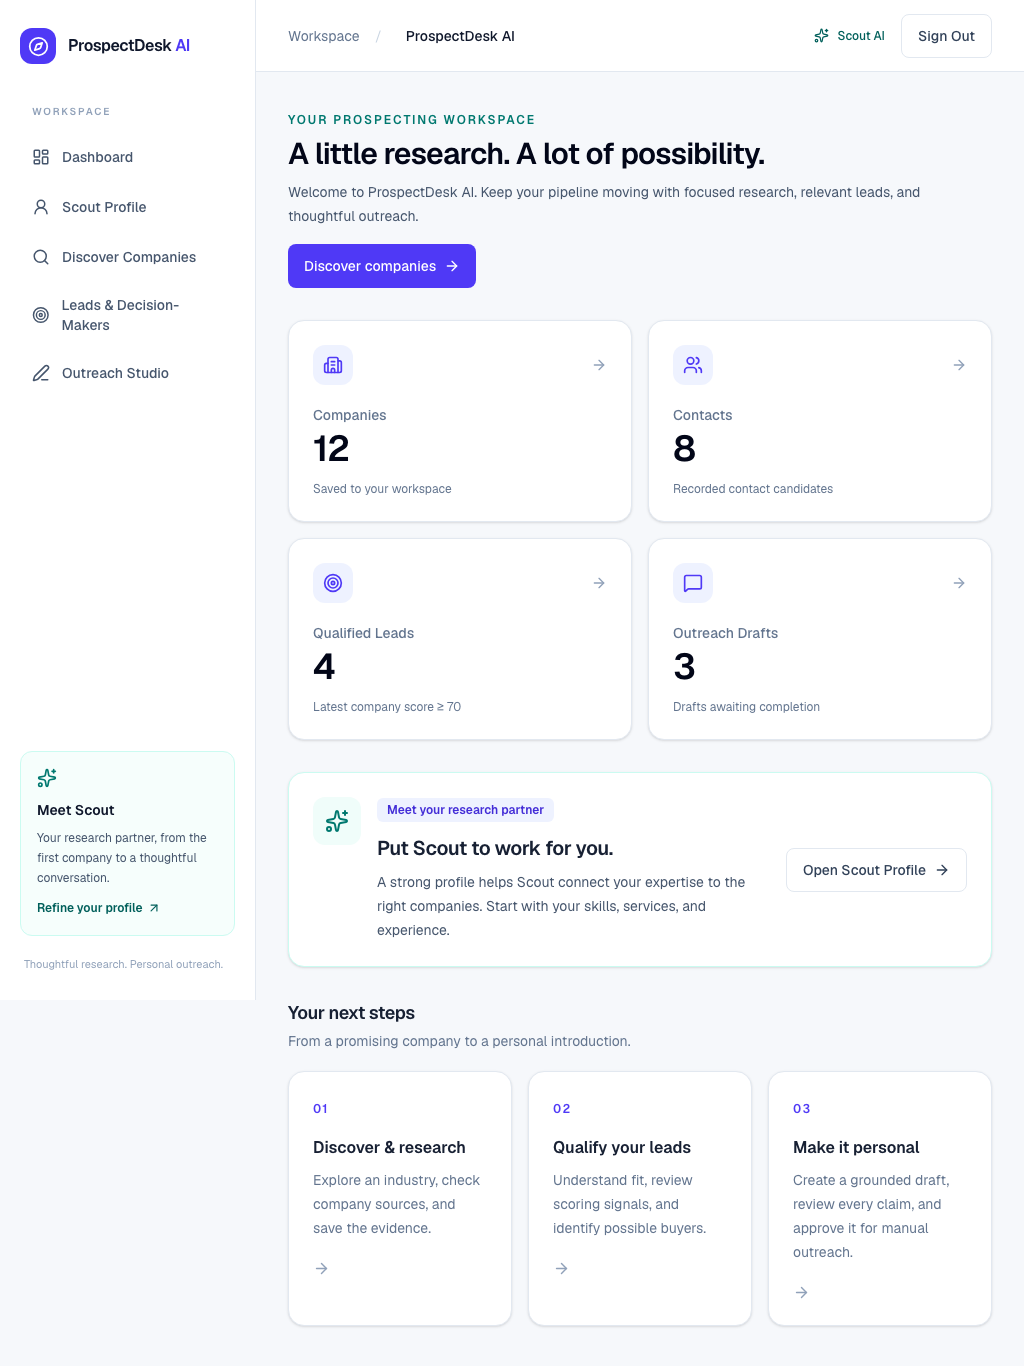 ProspectDesk AI
WORKSPACE
Dashboard
Scout Profile
Discover Companies
Leads & Decision-
Makers
Outreach Studio
Meet Scout
Your research partner, from the
first company to a thoughtful
conversation.
Refine your profile
Thoughtful research. Personal outreach.
Workspace / ProspectDesk AI
Scout AI
Sign Out
YOUR PROSPECTING WORKSPACE
A little research. A lot of possibility.
Welcome to ProspectDesk AI. Keep your pipeline moving with focused research, relevant leads, and
thoughtful outreach.
Discover companies
Companies
12
Saved to your workspace
Contacts
8
Recorded contact candidates
Qualified Leads
4
Latest company score ≥ 70
Outreach Drafts
3
Drafts awaiting completion
Meet your research partner
Put Scout to work for you.
A strong profile helps Scout connect your expertise to the
right companies. Start with your skills, services, and
experience.
Open Scout Profile
Your next steps
From a promising company to a personal introduction.
01
Discover & research
Explore an industry, check
company sources, and
save the evidence.
02
Qualify your leads
Understand fit, review
scoring signals, and
identify possible buyers.
03
Make it personal
Create a grounded draft,
review every claim, and
approve it for manual
outreach.